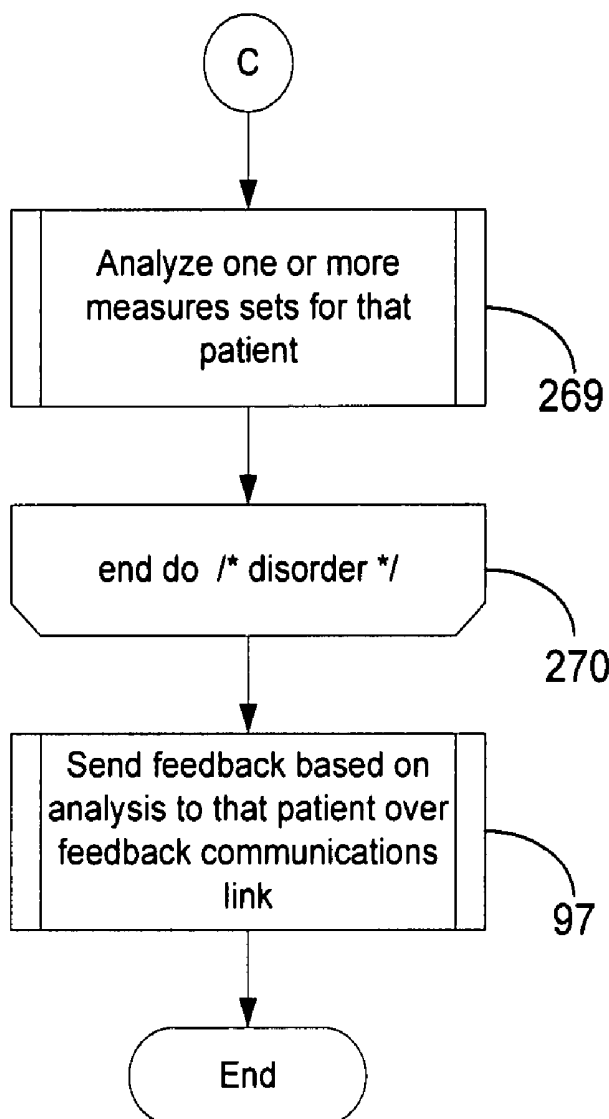 C
Analyze one or more
measures sets for that
patient
269
end do /* disorder */
270
Send feedback based on
analysis to that patient over
feedback communications
link
97
End